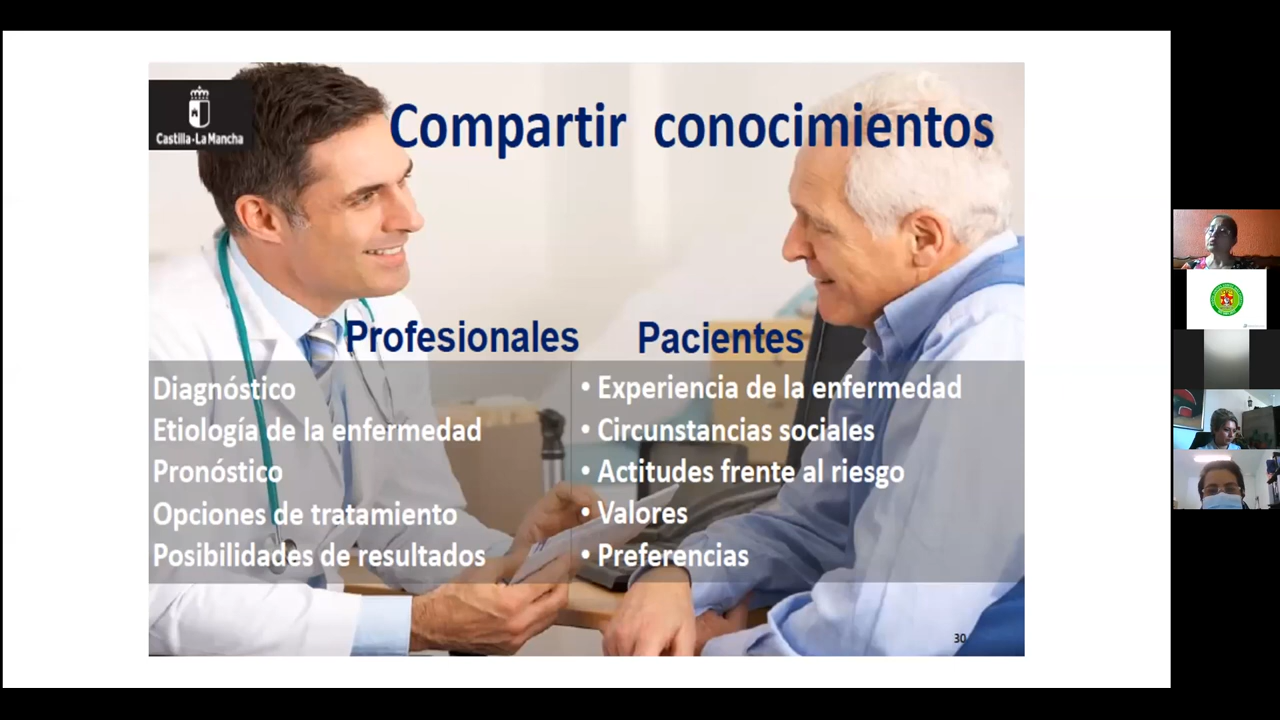 Castilla-La Mancha
Compartir conocimientos
Profesionales
Pacientes
Diagnóstico
Etiología de la enfermedad
Pronóstico
Opciones de tratamiento
Posibilidades de resultados
• Experiencia de la enfermedad
• Circunstancias sociales
• Actitudes frente al riesgo
• Valores
• Preferencias
30